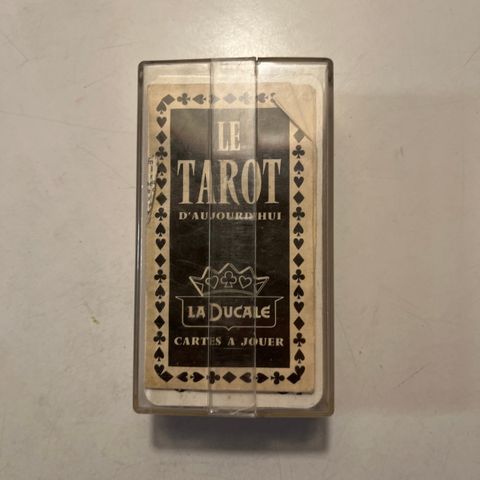 LE
TAROT
D'AUJOURD'HUI
LA DUCALE
CARTES A JOUER